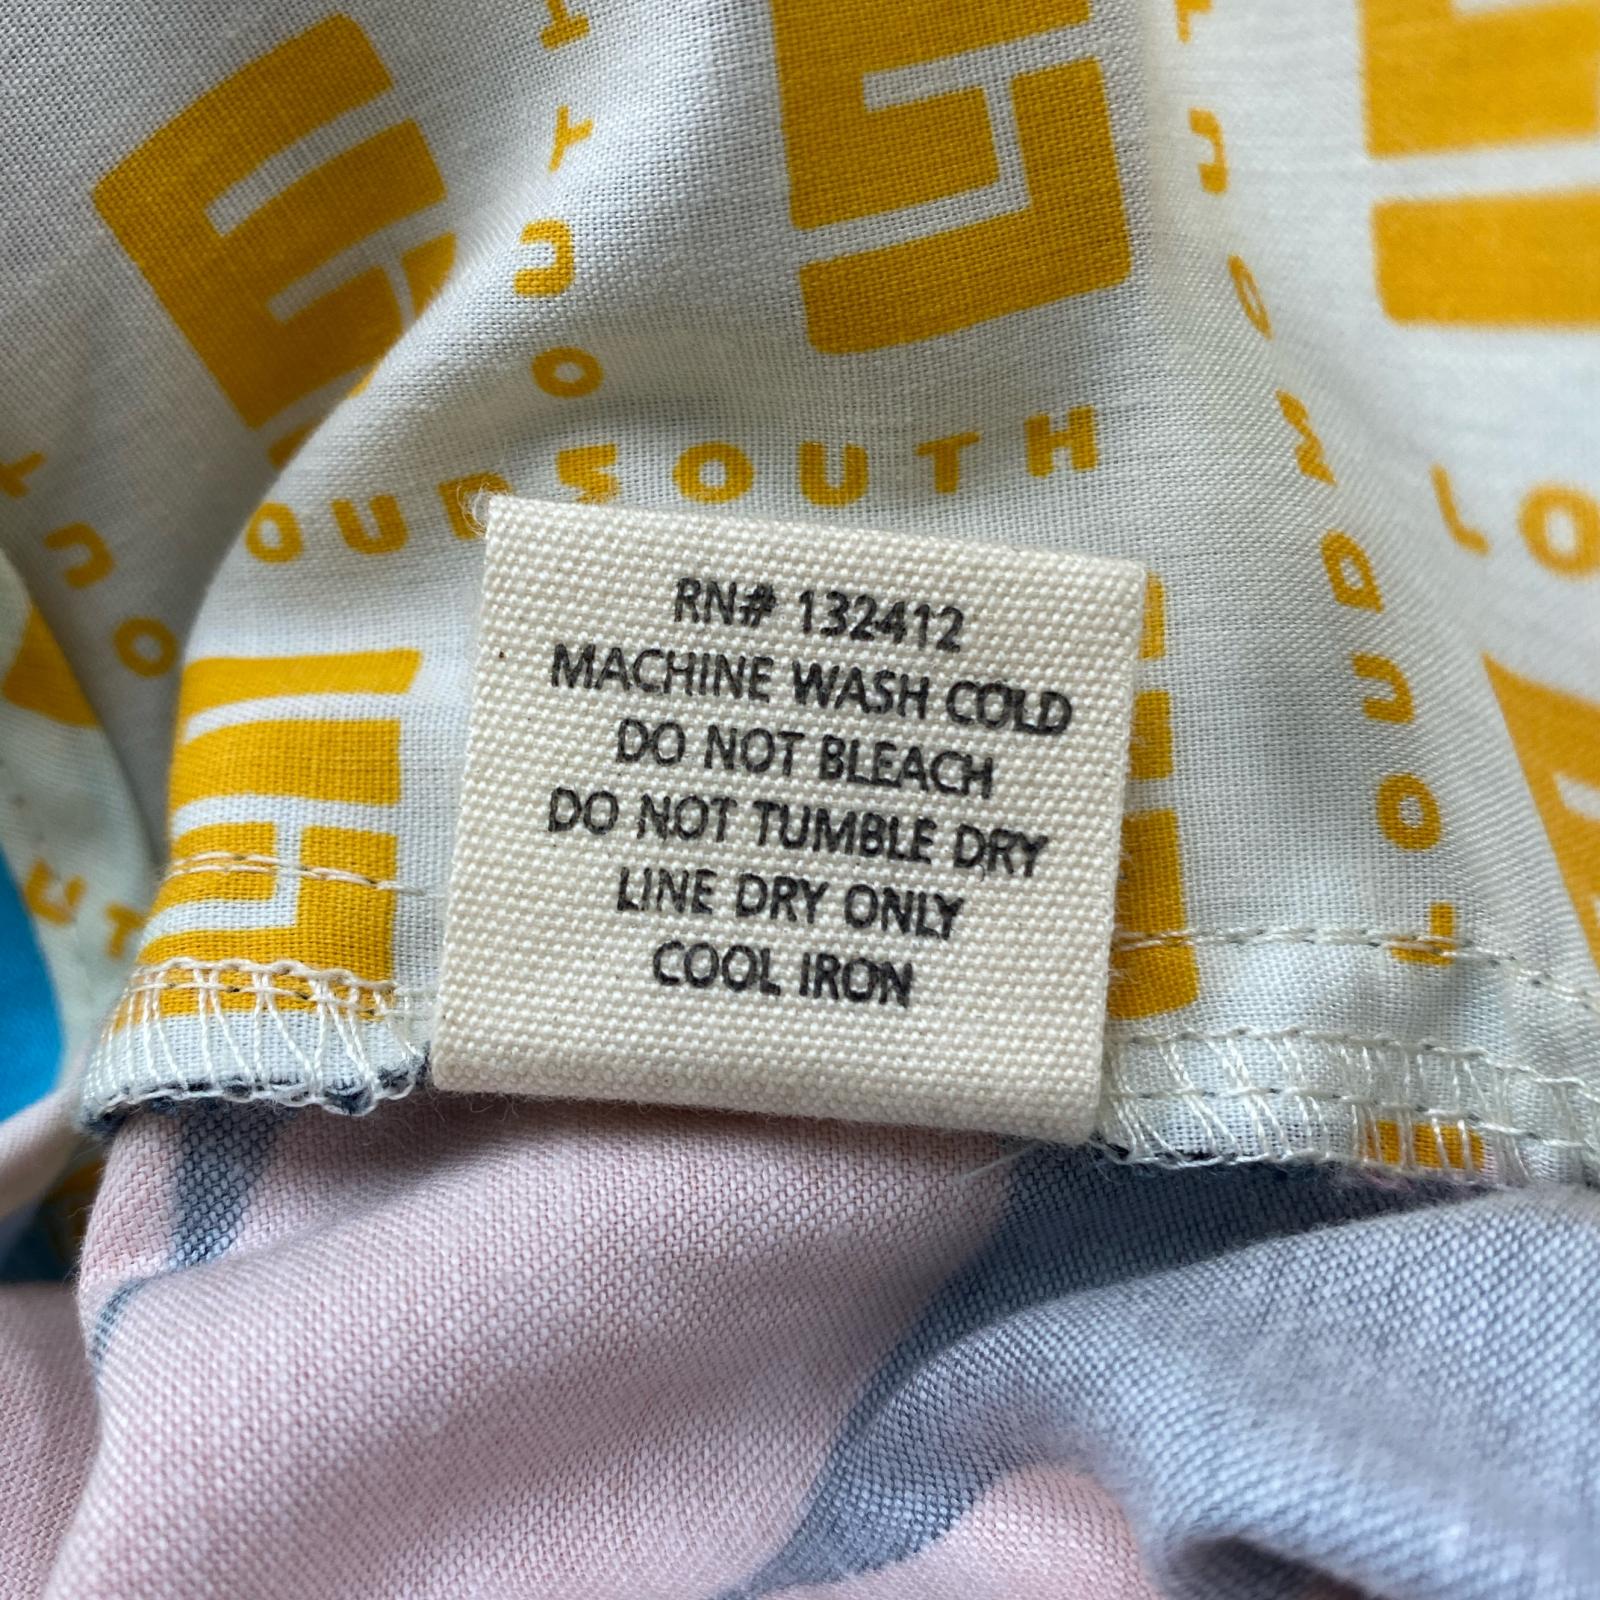 LOUDSOUTH
RN# 132412
MACHINE WASH COLD
DO NOT BLEACH
DO NOT TUMBLE DRY
LINE DRY ONLY
COOL IRON